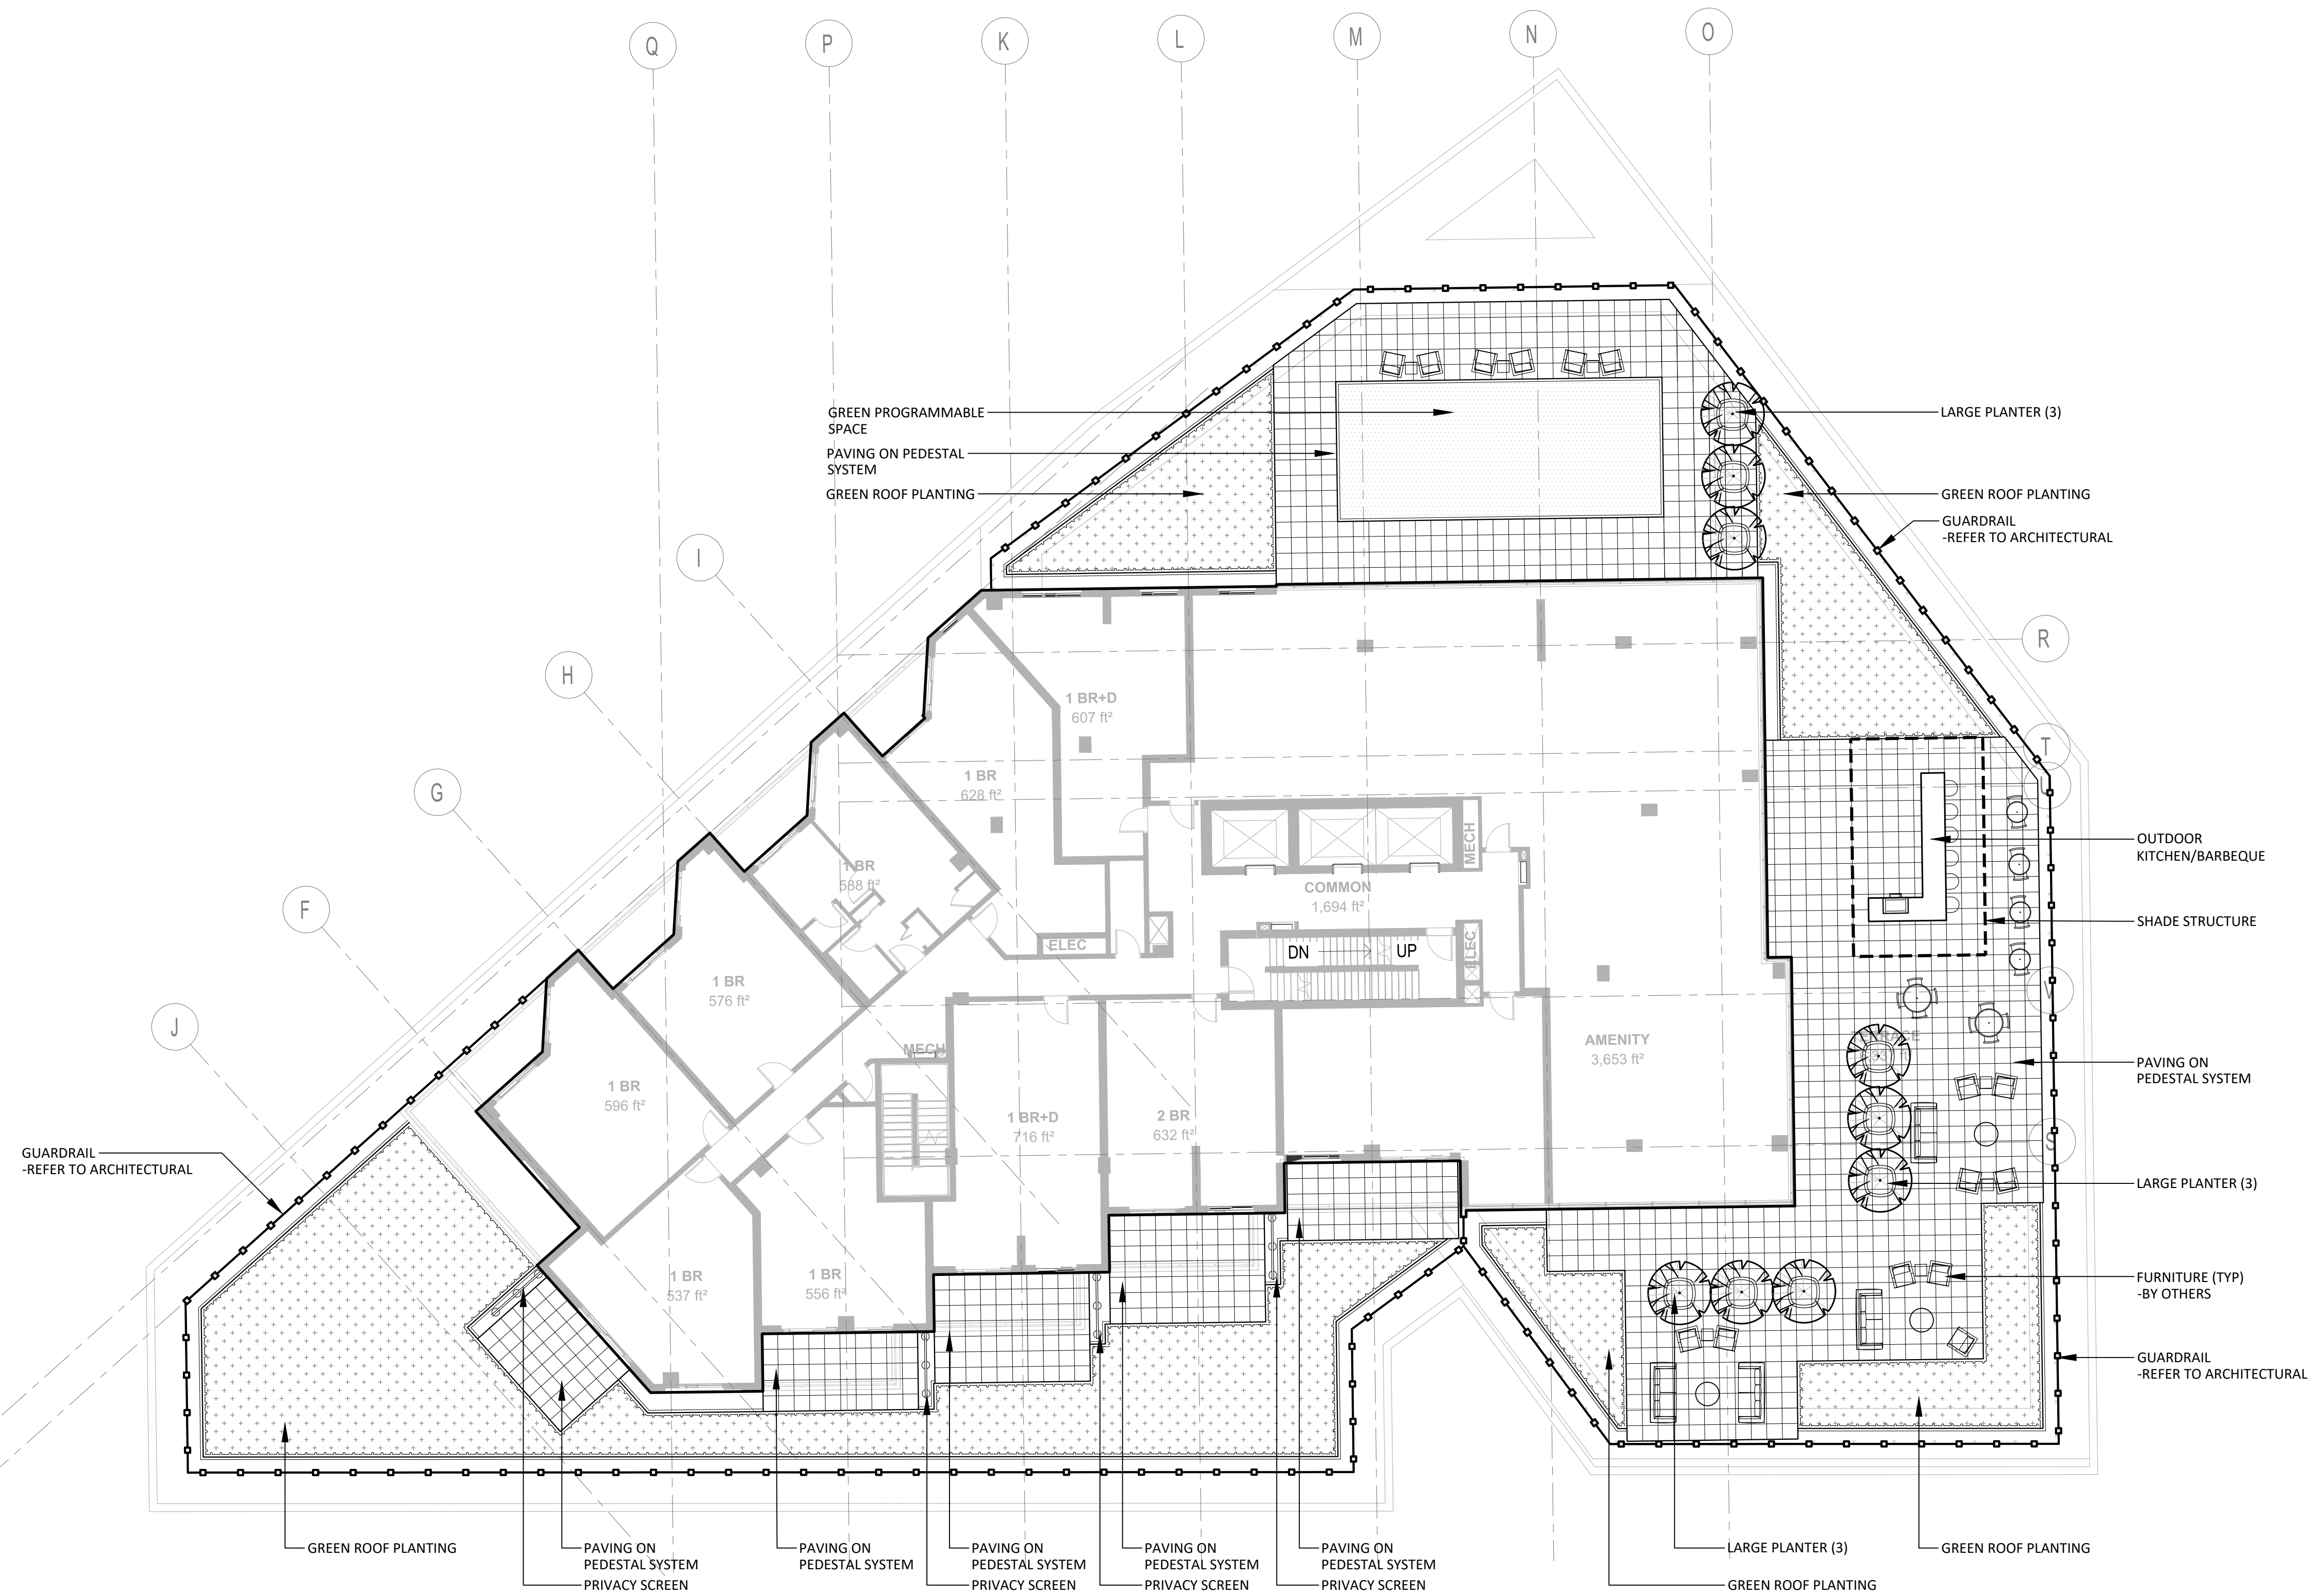 Q
P
K
L
M
N
O
GREEN PROGRAMMABLE
SPACE
LARGE PLANTER (3)
PAVING ON PEDESTAL
SYSTEM
GREEN ROOF PLANTING
GREEN ROOF PLANTING
GUARDRAIL
-REFER TO ARCHITECTURAL
I
R
H
1 BR+D
607 ft²
T
1 BR
628 ft²
G
U
MECH
OUTDOOR
KITCHEN/BARBEQUE
1 BR
588 ft²
COMMON
1,694 ft²
F
SHADE STRUCTURE
ELEC
ELEC
DN
UP
1 BR
576 ft²
V
J
MECH
AMENITY
3,653 ft²
PAVING ON
PEDESTAL SYSTEM
1 BR
596 ft²
1 BR+D
716 ft²
2 BR
632 ft²
S
GUARDRAIL
-REFER TO ARCHITECTURAL
LARGE PLANTER (3)
1 BR
537 ft²
1 BR
556 ft²
FURNITURE (TYP)
-BY OTHERS
GUARDRAIL
-REFER TO ARCHITECTURAL
GREEN ROOF PLANTING
PAVING ON
PEDESTAL SYSTEM
PRIVACY SCREEN
PAVING ON
PEDESTAL SYSTEM
PAVING ON
PEDESTAL SYSTEM
PRIVACY SCREEN
PAVING ON
PEDESTAL SYSTEM
PRIVACY SCREEN
PAVING ON
PEDESTAL SYSTEM
PRIVACY SCREEN
LARGE PLANTER (3)
GREEN ROOF PLANTING
GREEN ROOF PLANTING